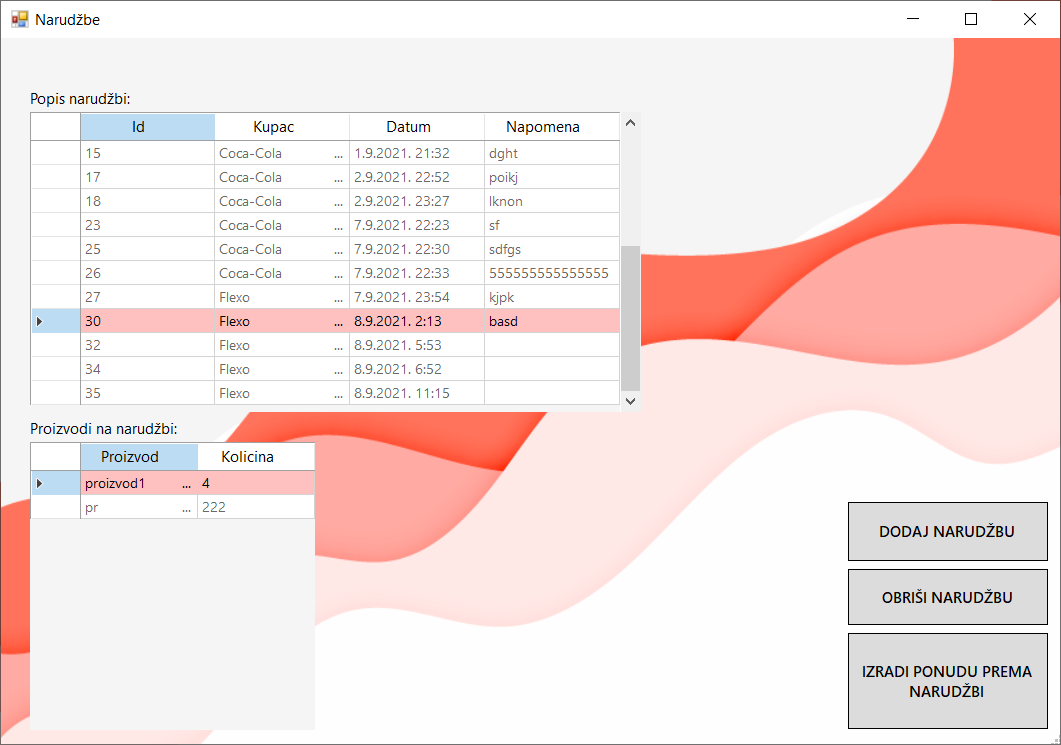 Narudžbe
Popis narudžbi:
Id Kupac Datum Napomena
15 Coca-Cola ... 1.9.2021. 21:32 dght
17 Coca-Cola ... 2.9.2021. 22:52 poikj
18 Coca-Cola ... 2.9.2021. 23:27 lknon
23 Coca-Cola ... 7.9.2021. 22:23 sf
25 Coca-Cola ... 7.9.2021. 22:30 sdfgs
26 Coca-Cola ... 7.9.2021. 22:33 555555555555555
27 Flexo ... 7.9.2021. 23:54 kjpk
30 Flexo ... 8.9.2021. 2:13 basd
32 Flexo ... 8.9.2021. 5:53
34 Flexo ... 8.9.2021. 6:52
35 Flexo ... 8.9.2021. 11:15
Proizvodi na narudžbi:
Proizvod Kolicina
proizvod1 ... 4
pr ... 222
DODAJ NARUDŽBU
OBRIŠI NARUDŽBU
IZRADI PONUDU PREMA
NARUDŽBI